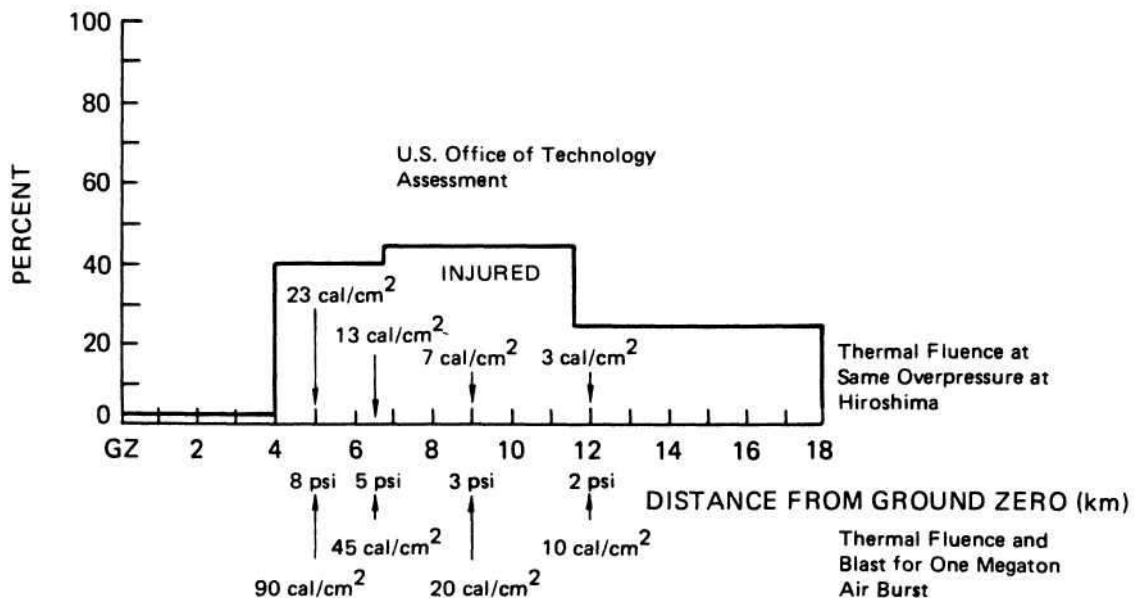 100
80
60
40
20
0
PERCENT
U.S. Office of Technology
Assessment
INJURED
23 cal/cm²
13 cal/cm²
7 cal/cm²
3 cal/cm²
Thermal Fluence at
Same Overpressure at
Hiroshima
GZ 2 4 6 8 10 12 14 16 18
8 psi 5 psi 3 psi 2 psi
DISTANCE FROM GROUND ZERO (km)
45 cal/cm²
10 cal/cm²
90 cal/cm²
20 cal/cm²
Thermal Fluence and
Blast for One Megaton
Air Burst